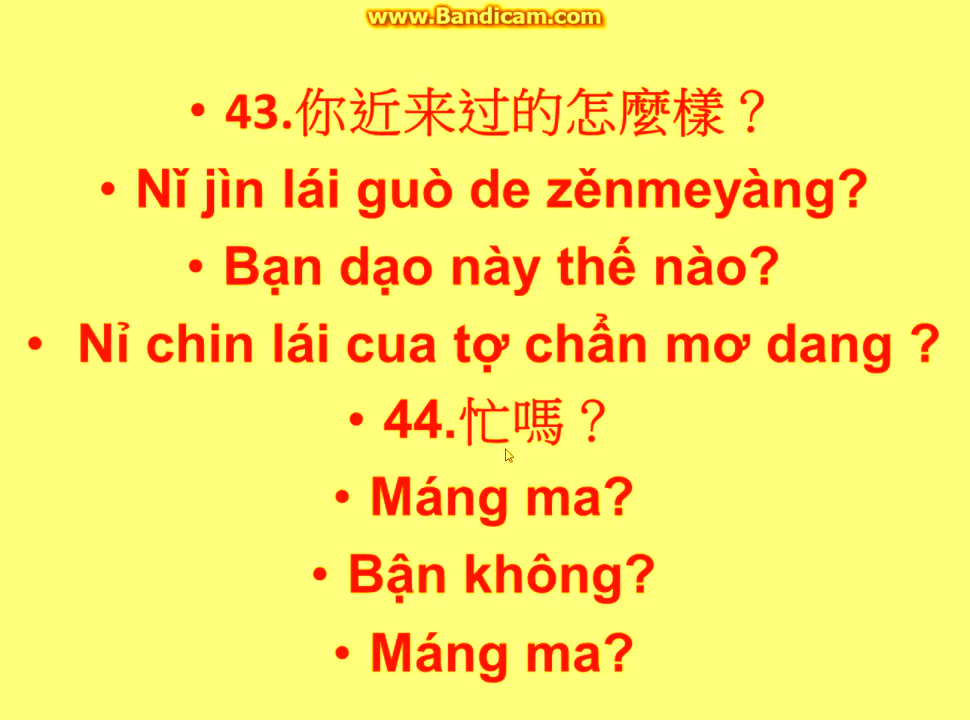 www.Bandicam.com
• 43.你近来过的怎麼樣？
• Nǐ jìn lái guò de zěnmeyàng?
• Bạn dạo này thế nào?
• Nỉ chin lái cua tợ chẩn mơ dang ?
• 44.忙嗎？
• Máng ma?
• Bận không?
• Máng ma?